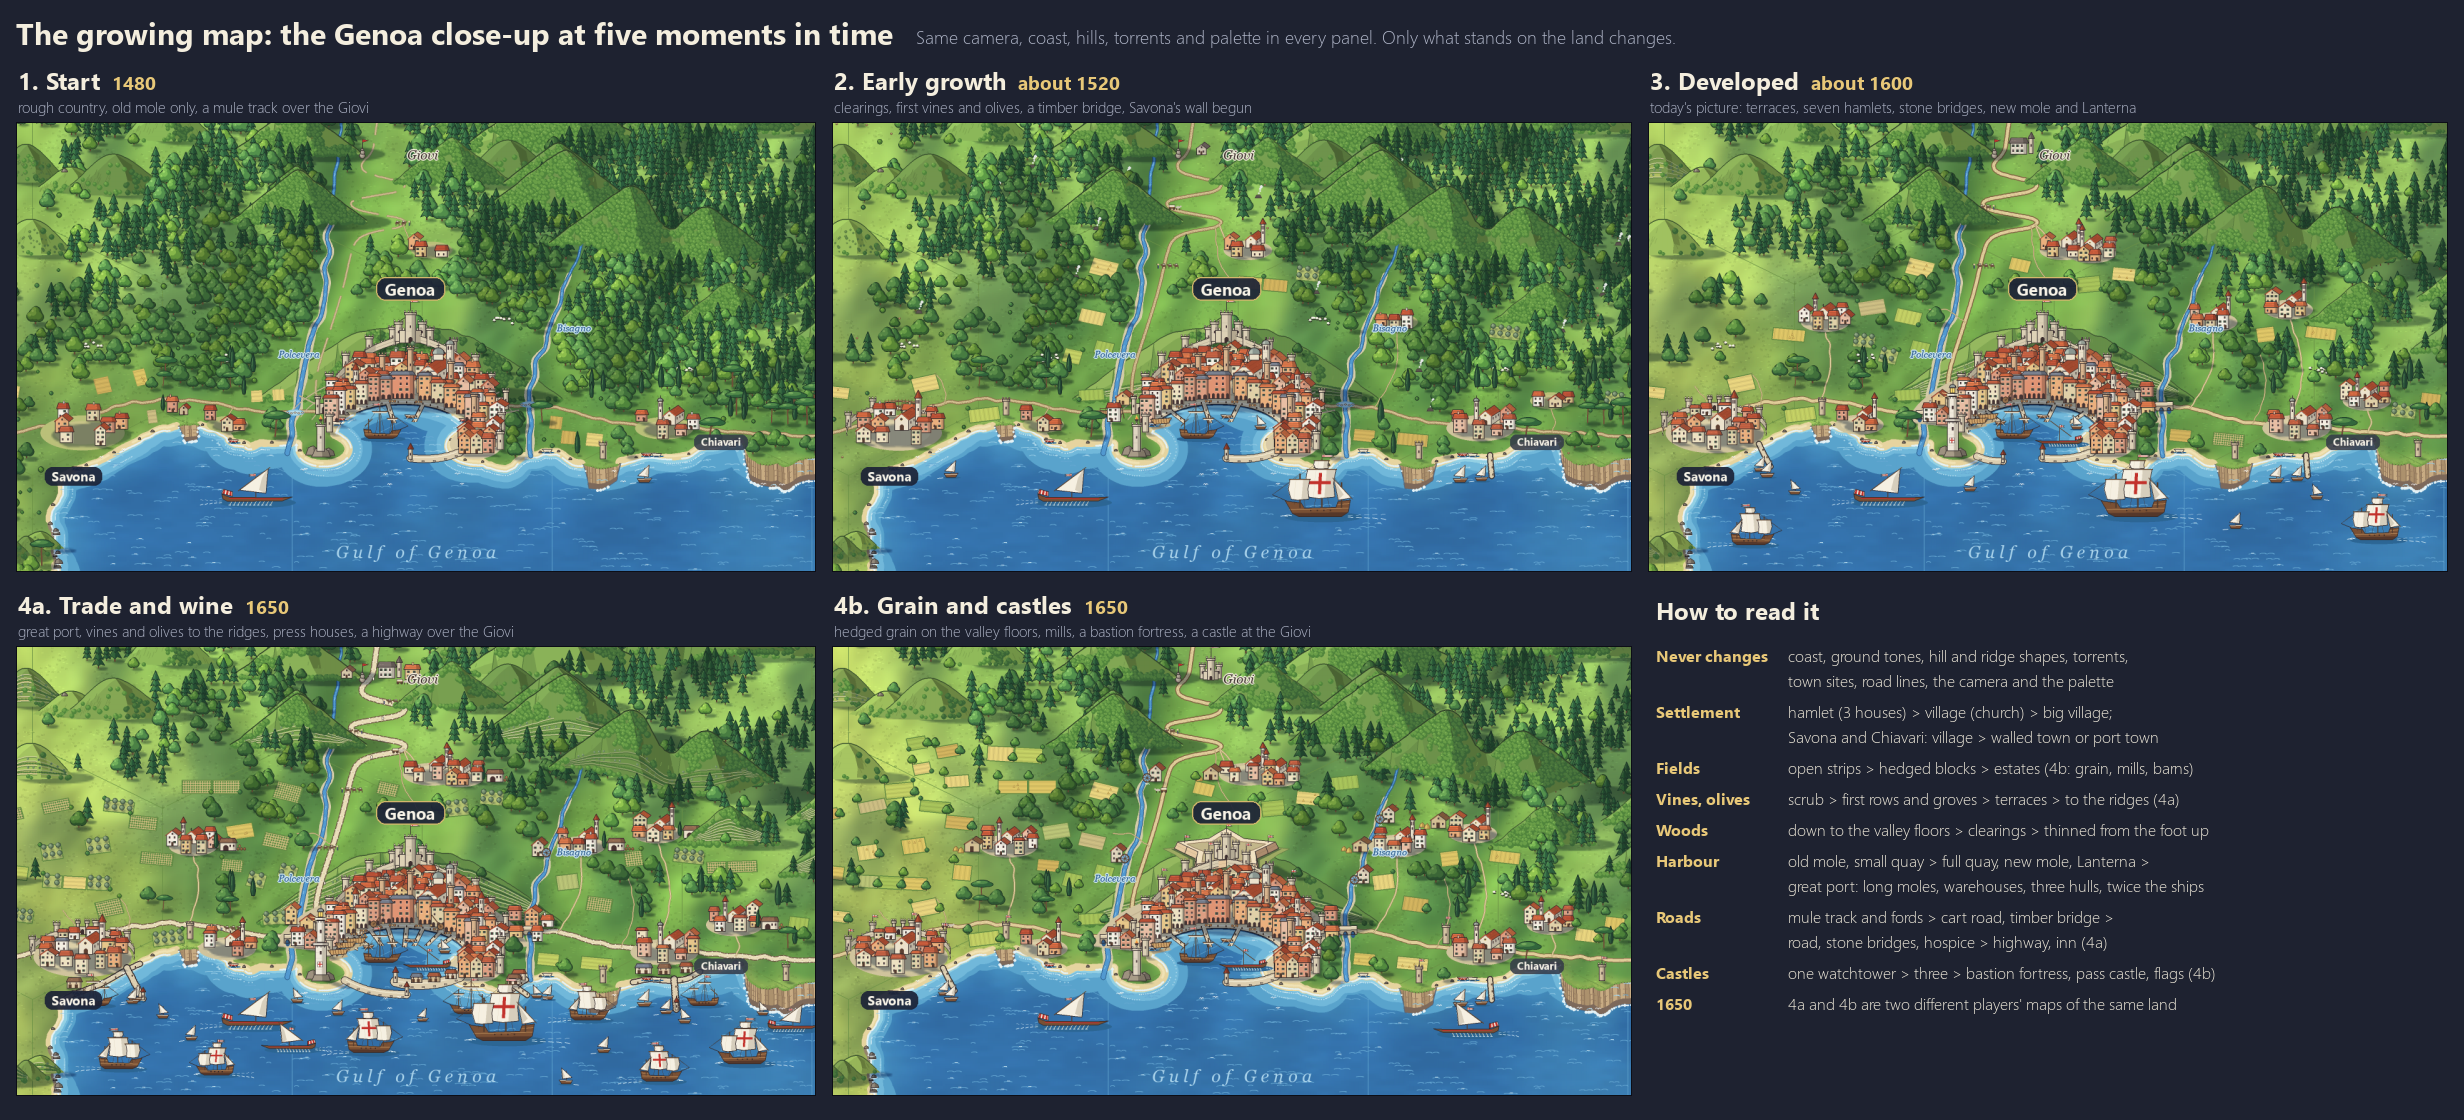 The growing map: the Genoa close-up at five moments in time
Same camera, coast, hills, torrents and palette in every panel. Only what stands on the land changes.
1. Start 1480
rough country, old mole only, a mule track over the Giovi
Giovi
Genoa
Bisagno
Polcevera
Chiavari
Savona
Gulf of Genoa
2. Early growth about 1520
clearings, first vines and olives, a timber bridge, Savona's wall begun
Giovi
Genoa
Bisagno
Polcevera
Chiavari
Savona
Gulf of Genoa
3. Developed about 1600
today's picture: terraces, seven hamlets, stone bridges, new mole and Lanterna
Giovi
Genoa
Bisagno
Polcevera
Chiavari
Savona
Gulf of Genoa
4a. Trade and wine 1650
great port, vines and olives to the ridges, press houses, a highway over the Giovi
Giovi
Genoa
Bisagno
Polcevera
Chiavari
Savona
Gulf of Genoa
4b. Grain and castles 1650
hedged grain on the valley floors, mills, a bastion fortress, a castle at the Giovi
Giovi
Genoa
Bisagno
Polcevera
Chiavari
Savona
Gulf of Genoa
How to read it
Never changes coast, ground tones, hill and ridge shapes, torrents,
town sites, road lines, the camera and the palette
Settlement hamlet (3 houses) > village (church) > big village;
Savona and Chiavari: village > walled town or port town
Fields open strips > hedged blocks > estates (4b: grain, mills, barns)
Vines, olives scrub > first rows and groves > terraces > to the ridges (4a)
Woods down to the valley floors > clearings > thinned from the foot up
Harbour old mole, small quay > full quay, new mole, Lanterna >
great port: long moles, warehouses, three hulls, twice the ships
Roads mule track and fords > cart road, timber bridge >
road, stone bridges, hospice > highway, inn (4a)
Castles one watchtower > three > bastion fortress, pass castle, flags (4b)
1650 4a and 4b are two different players' maps of the same land